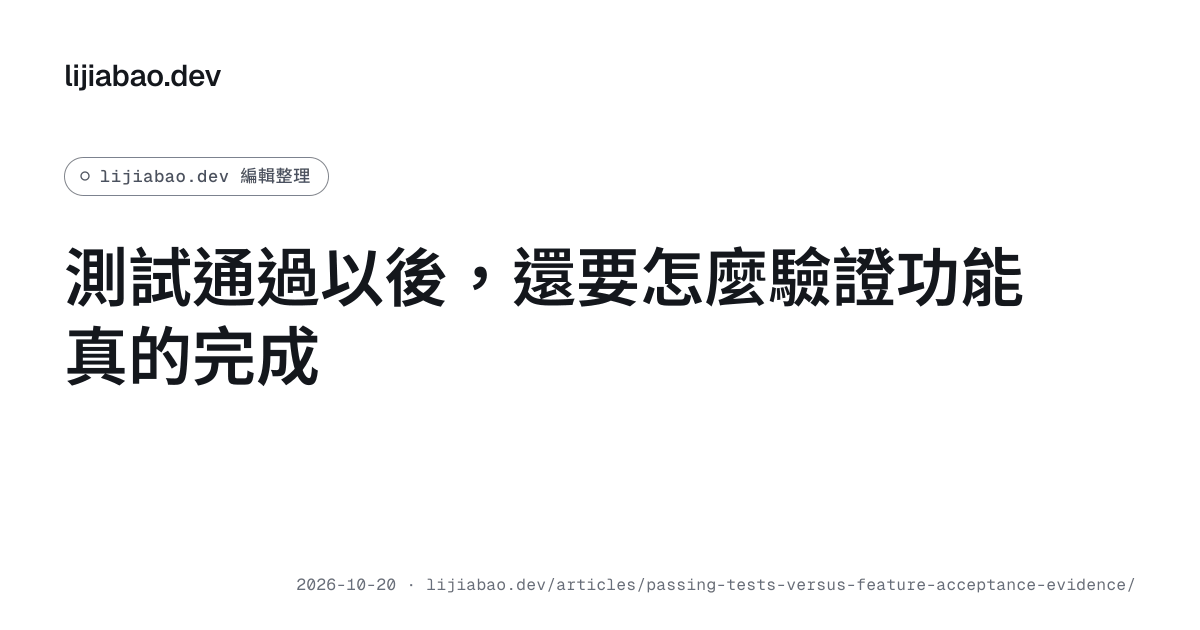 lijiabao.dev
lijiabao.dev 編輯整理
測試通過以後，還要怎麼驗證功能
真的完成
2026-10-20 · lijiabao.dev/articles/passing-tests-versus-feature-acceptance-evidence/